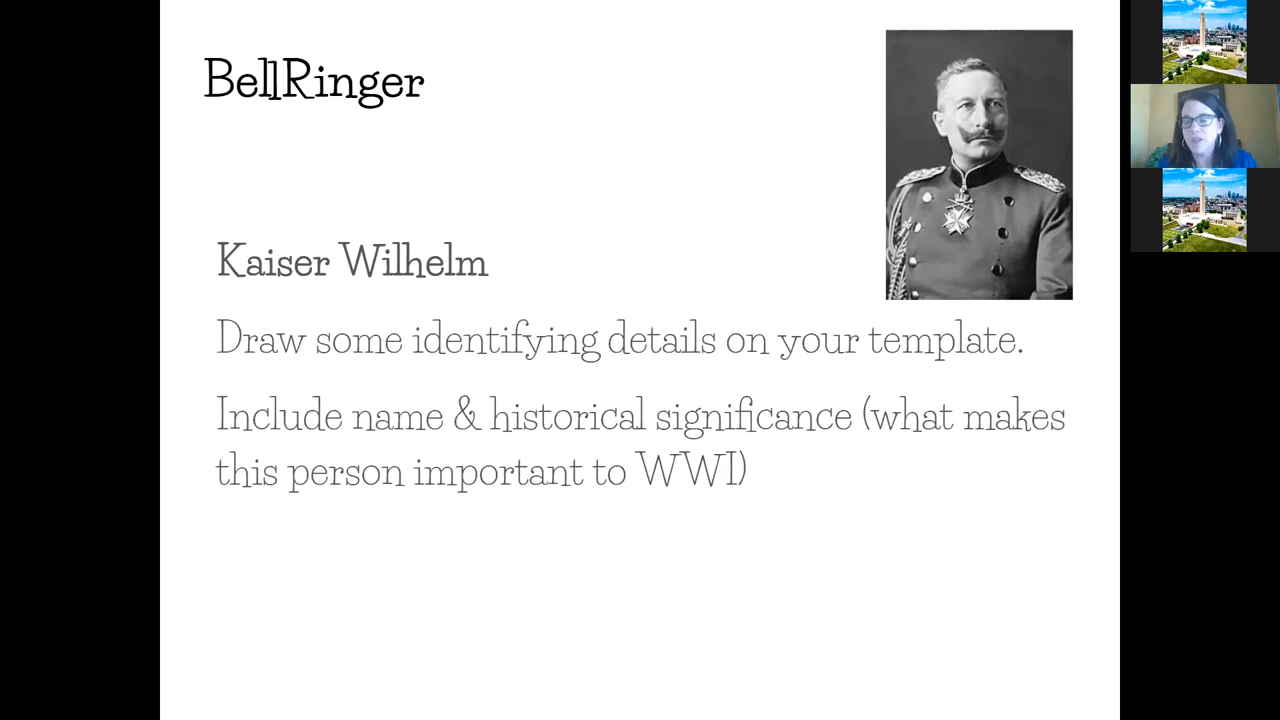 BellRinger
Kaiser Wilhelm
Draw some identifying details on your template.
Include name & historical significance (what makes
this person important to WWI)